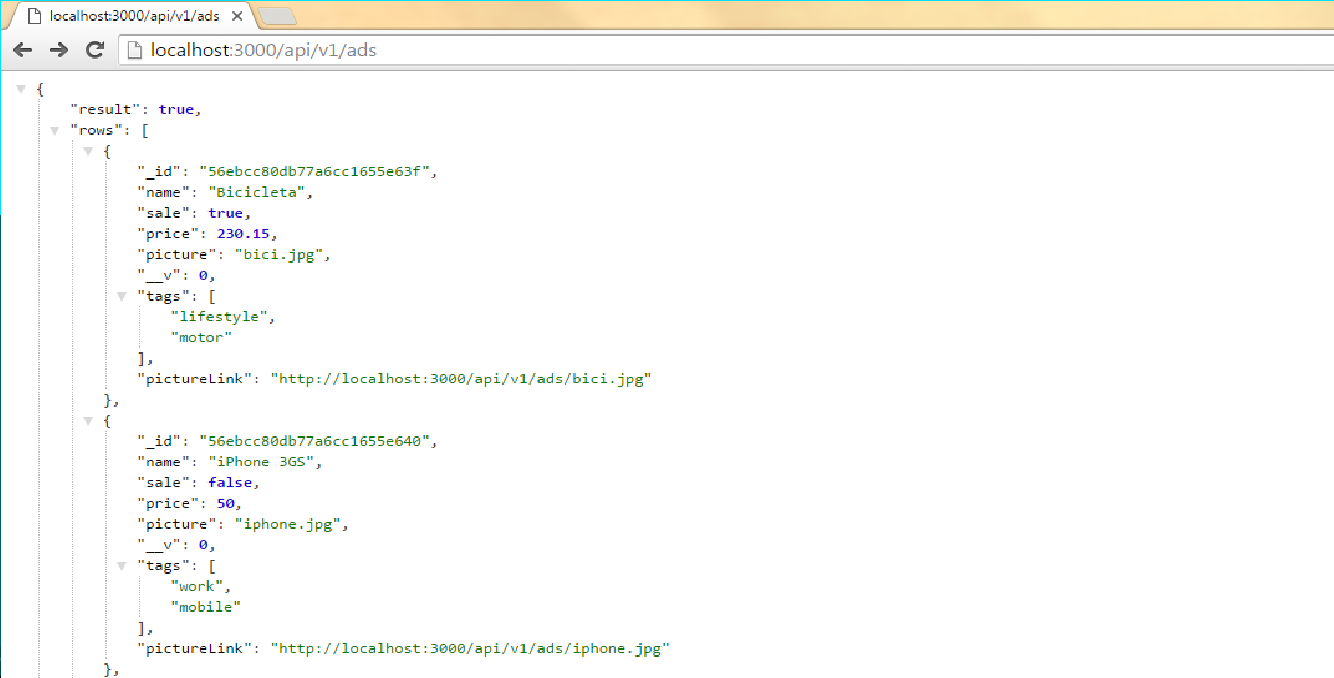 localhost:3000/api/v1/ads
localhost:3000/api/v1/ads
{
"result": true,
"rows": [
{
"_id": "56ebcc80db77a6cc1655e63f",
"name": "Bicicleta",
"sale": true,
"price": 230.15,
"picture": "bici.jpg",
"__v": 0,
"tags": [
"lifestyle",
"motor"
],
"pictureLink": "http://localhost:3000/api/v1/ads/bici.jpg"
},
{
"_id": "56ebcc80db77a6cc1655e640",
"name": "iPhone 3GS",
"sale": false,
"price": 50,
"picture": "iphone.jpg",
"__v": 0,
"tags": [
"work",
"mobile"
],
"pictureLink": "http://localhost:3000/api/v1/ads/iphone.jpg"
},